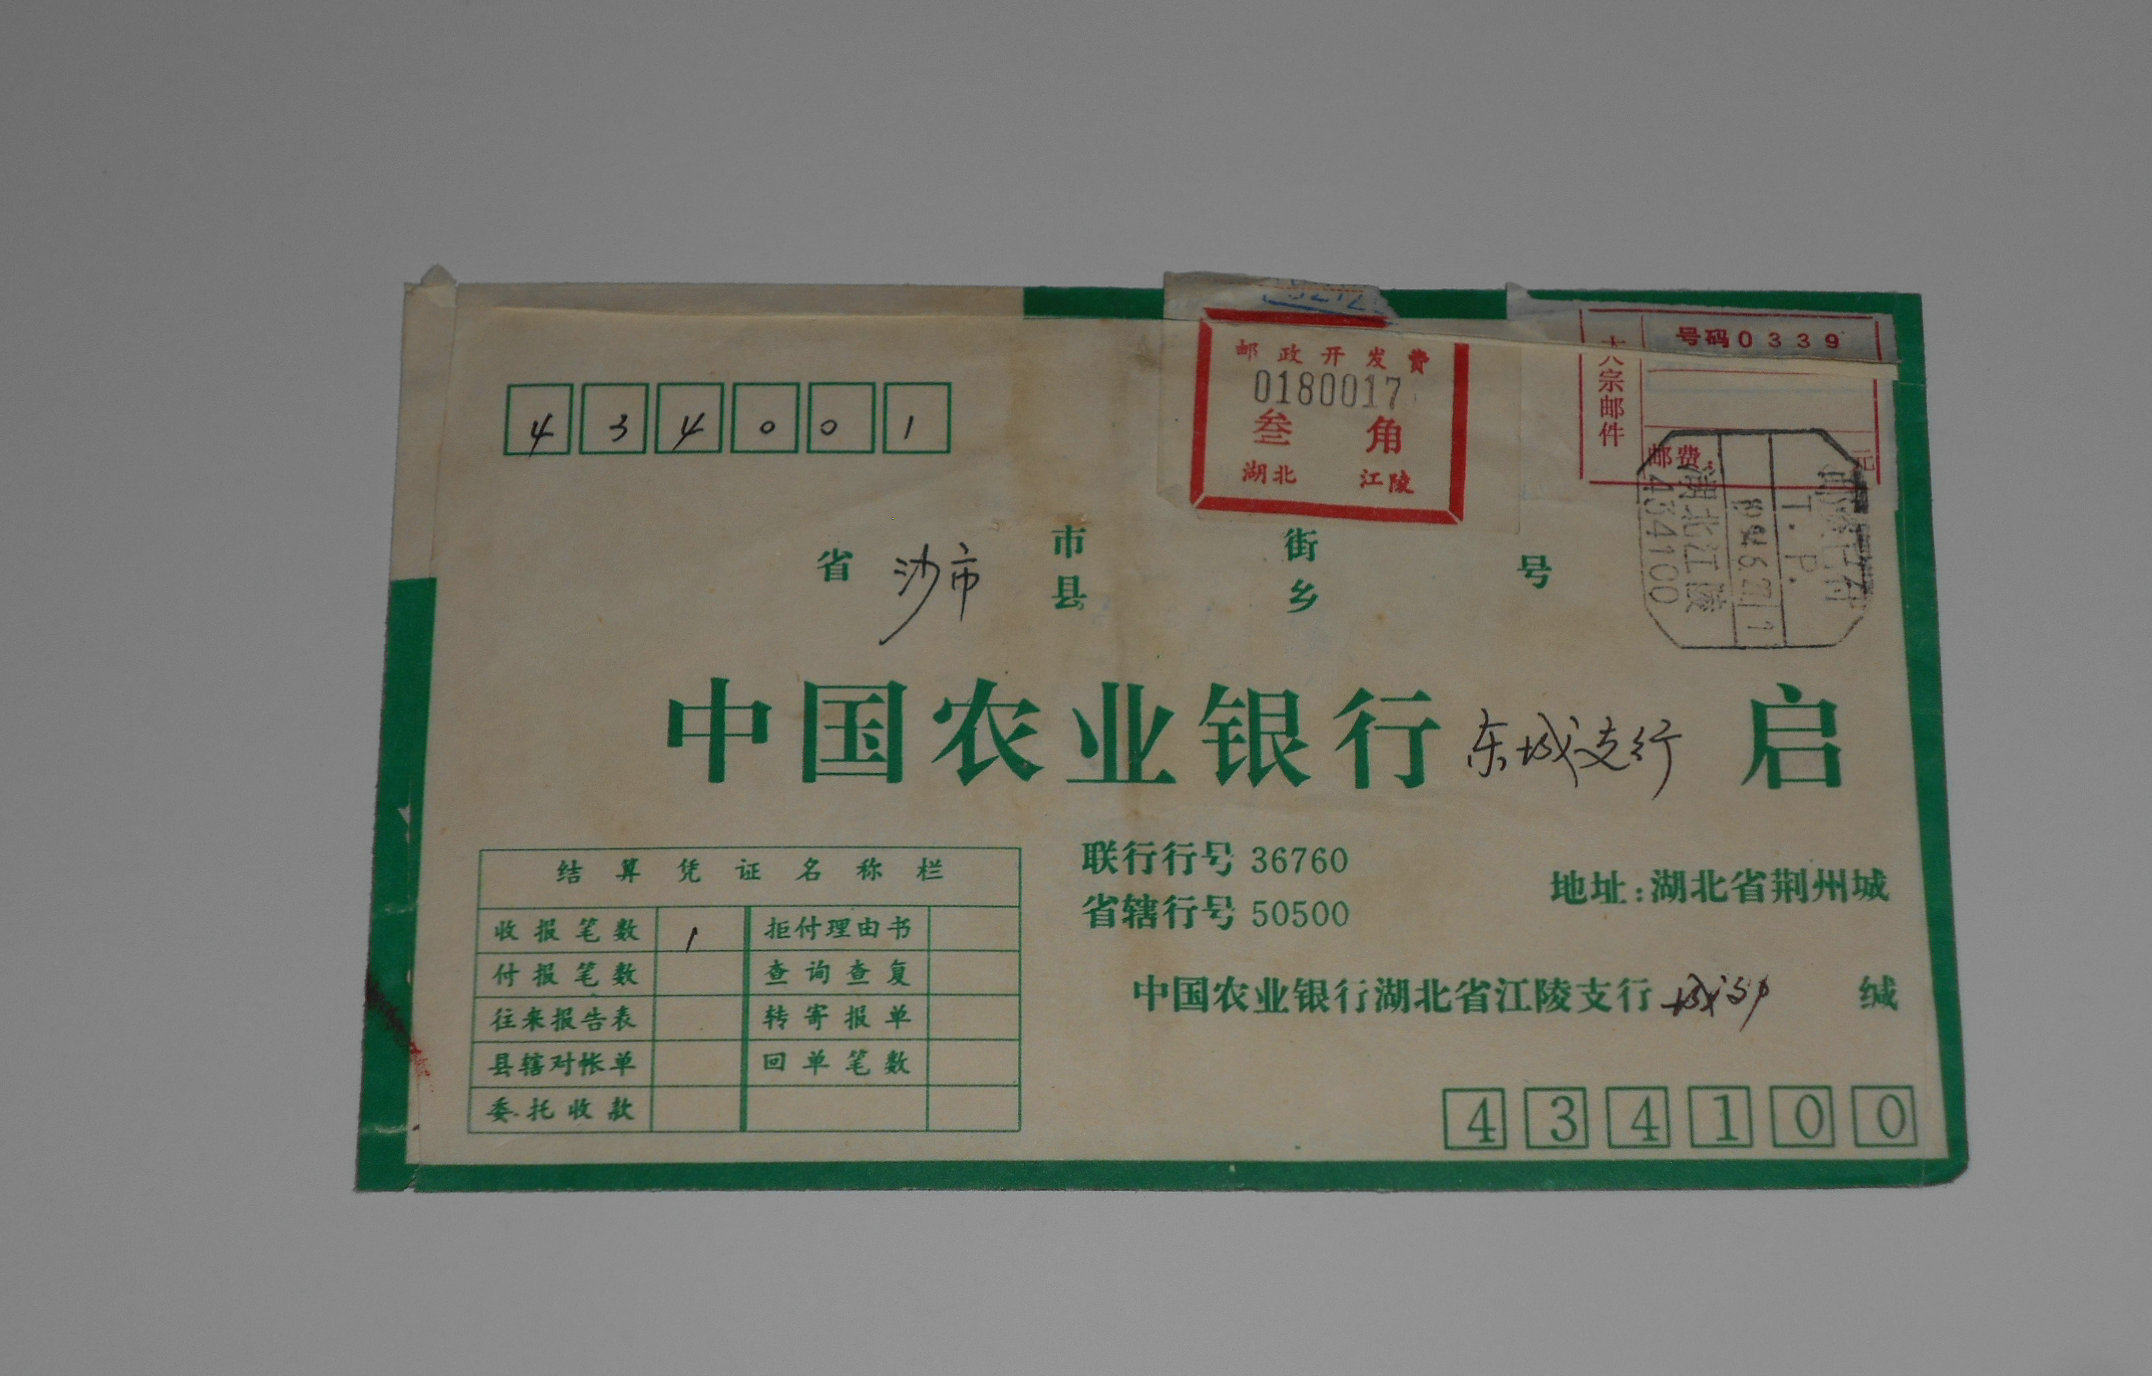 号码0339
大宗邮件
邮费
元
邮政开发费
0180017
叁角
湖北 江陵
434001
湖北江陵
434100
T.P.
省 沙市 市县 街乡 号
中国农业银行 东城支行 启
结算凭证名称栏
收报笔数 1 拒付理由书
付报笔数 查询查复
往来报告表 转寄报单
县辖对帐单 回单笔数
委托收款
联行行号 36760
省辖行号 50500
地址:湖北省荆州城
中国农业银行湖北省江陵支行 缄
434100